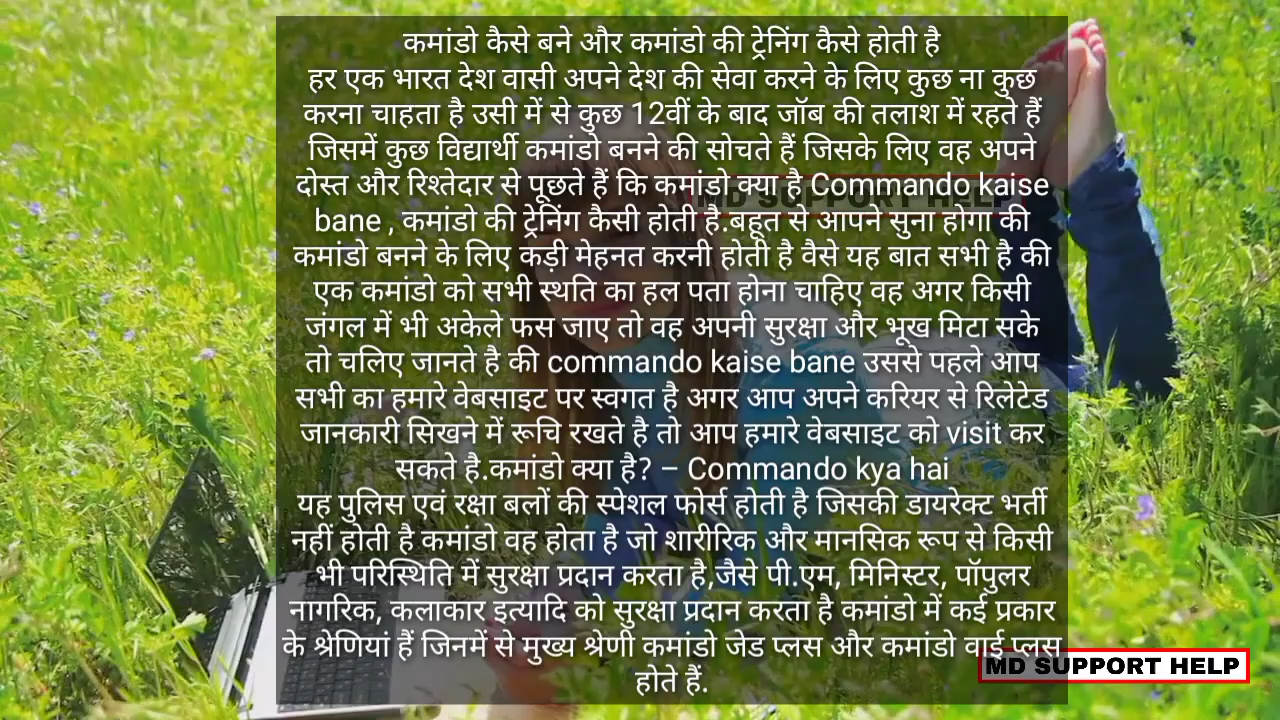 कमांडो कैसे बने और कमांडो की ट्रेनिंग कैसे होती है
हर एक भारत देश वासी अपने देश की सेवा करने के लिए कुछ ना कुछ
करना चाहता है उसी में से कुछ 12वीं के बाद जॉब की तलाश में रहते हैं
जिसमें कुछ विद्यार्थी कमांडो बनने की सोचते हैं जिसके लिए वह अपने
दोस्त और रिश्तेदार से पूछते हैं कि कमांडो क्या है Commando kaise
MD SUPPORT HELP
bane , कमांडो की ट्रेनिंग कैसी होती है.बहूत से आपने सुना होगा की
कमांडो बनने के लिए कड़ी मेहनत करनी होती है वैसे यह बात सभी है की
एक कमांडो को सभी स्थति का हल पता होना चाहिए वह अगर किसी
जंगल में भी अकेले फस जाए तो वह अपनी सुरक्षा और भूख मिटा सके
तो चलिए जानते है की commando kaise bane उससे पहले आप
सभी का हमारे वेबसाइट पर स्वगत है अगर आप अपने करियर से रिलेटेड
जानकारी सिखने में रूचि रखते है तो आप हमारे वेबसाइट को visit कर
सकते है.कमांडो क्या है? – Commando kya hai
यह पुलिस एवं रक्षा बलों की स्पेशल फोर्स होती है जिसकी डायरेक्ट भर्ती
नहीं होती है कमांडो वह होता है जो शारीरिक और मानसिक रूप से किसी
भी परिस्थिति में सुरक्षा प्रदान करता है,जैसे पी.एम, मिनिस्टर, पॉपुलर
नागरिक, कलाकार इत्यादि को सुरक्षा प्रदान करता है कमांडो में कई प्रकार
के श्रेणियां हैं जिनमें से मुख्य श्रेणी कमांडो जेड प्लस और कमांडो वाई प्लस
होते हैं.
MD SUPPORT HELP